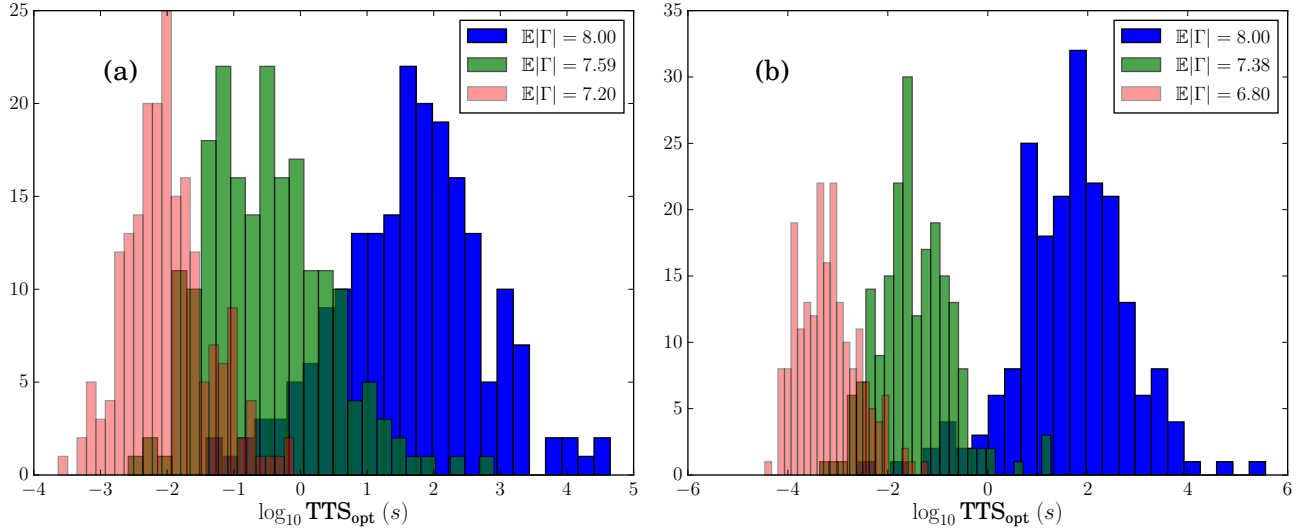 25
20
15
10
5
0
−4 −3 −2 −1 0 1 2 3 4 5
log₁₀ TTS_opt (s)
(a)
𝔼|Γ| = 8.00
𝔼|Γ| = 7.59
𝔼|Γ| = 7.20
35
30
25
20
15
10
5
0
−6 −4 −2 0 2 4 6
log₁₀ TTS_opt (s)
(b)
𝔼|Γ| = 8.00
𝔼|Γ| = 7.38
𝔼|Γ| = 6.80